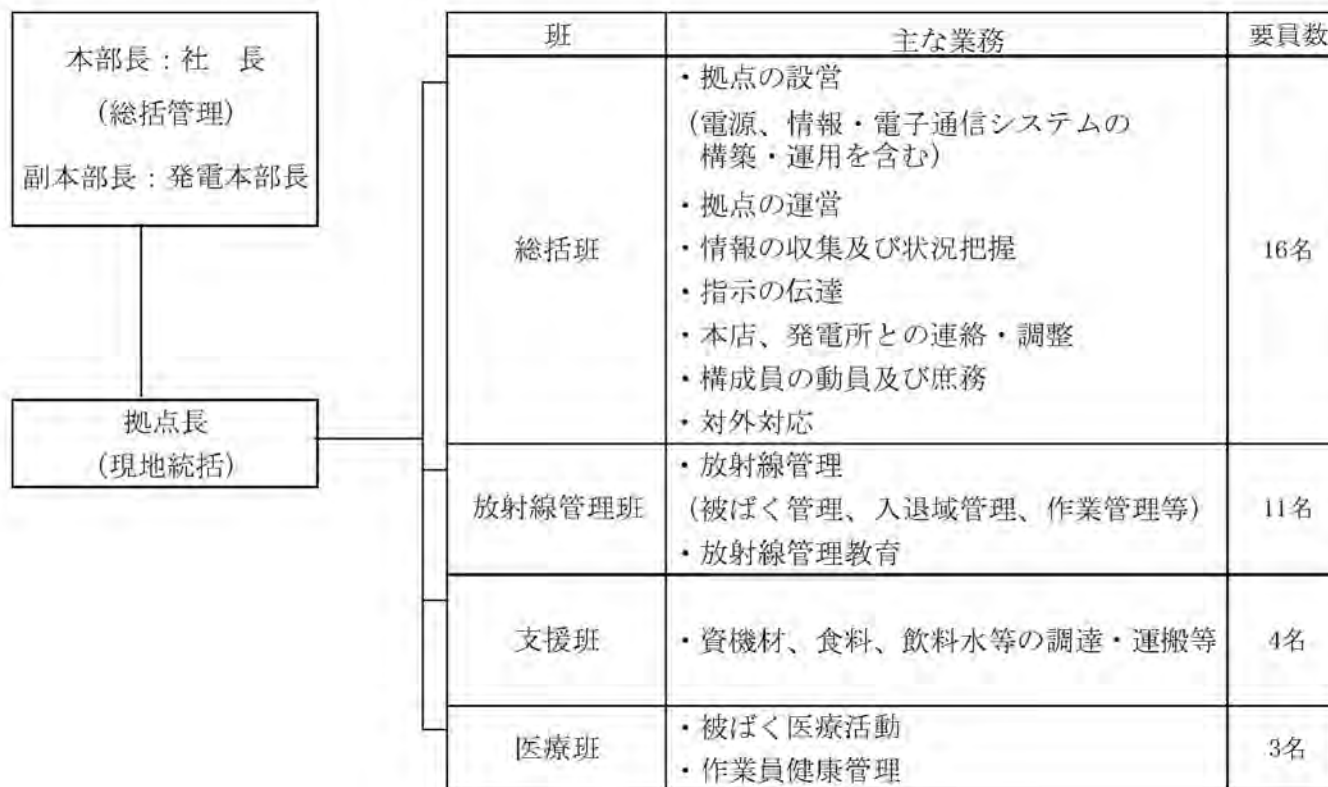 本部長：社　長
(総括管理)
副本部長：発電本部長
拠点長
(現地統括)
班
主な業務
要員数
総括班
・拠点の設営
(電源、情報・電子通信システムの
構築・運用を含む)
・拠点の運営
・情報の収集及び状況把握
・指示の伝達
・本店、発電所との連絡・調整
・構成員の動員及び庶務
・対外対応
16名
放射線管理班
・放射線管理
(被ばく管理、入退域管理、作業管理等)
・放射線管理教育
11名
支援班
・資機材、食料、飲料水等の調達・運搬等
4名
医療班
・被ばく医療活動
・作業員健康管理
3名